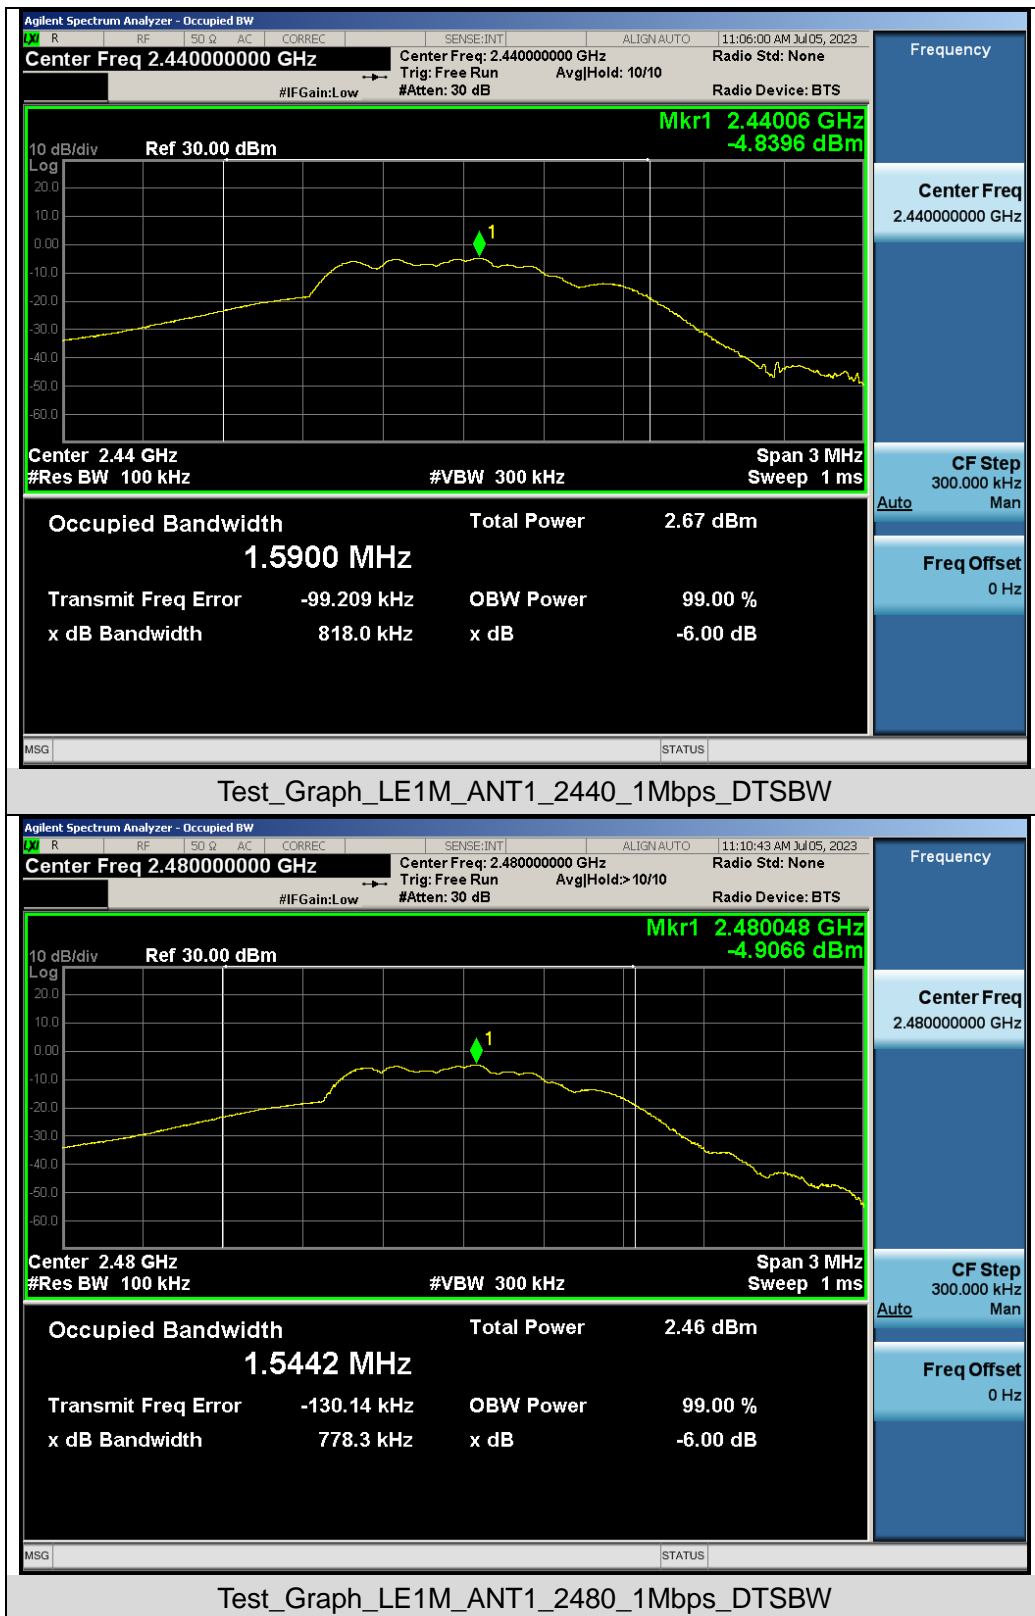 Agilent Spectrum Analyzer - Occupied BW
LXI R RF 50 Ω AC CORREC SENSE:INT ALIGN AUTO 11:06:00 AM Jul 05, 2023
Center Freq 2.440000000 GHz Center Freq: 2.440000000 GHz Radio Std: None
Trig: Free Run Avg|Hold: 10/10
#IFGain:Low #Atten: 30 dB Radio Device: BTS
Frequency
Mkr1 2.44006 GHz
-4.8396 dBm
10 dB/div Ref 30.00 dBm
Log
20.0
10.0
0.00
-10.0
-20.0
-30.0
-40.0
-50.0
-60.0
1
Center 2.44 GHz Span 3 MHz
#Res BW 100 kHz #VBW 300 kHz Sweep 1 ms
Center Freq
2.440000000 GHz
CF Step
300.000 kHz
Auto Man
Freq Offset
0 Hz
Occupied Bandwidth Total Power 2.67 dBm
1.5900 MHz
Transmit Freq Error -99.209 kHz OBW Power 99.00 %
x dB Bandwidth 818.0 kHz x dB -6.00 dB
MSG STATUS
Test_Graph_LE1M_ANT1_2440_1Mbps_DTSBW
Agilent Spectrum Analyzer - Occupied BW
LXI R RF 50 Ω AC CORREC SENSE:INT ALIGN AUTO 11:10:43 AM Jul 05, 2023
Center Freq 2.480000000 GHz Center Freq: 2.480000000 GHz Radio Std: None
Trig: Free Run Avg|Hold:>10/10
#IFGain:Low #Atten: 30 dB Radio Device: BTS
Frequency
Mkr1 2.480048 GHz
-4.9066 dBm
10 dB/div Ref 30.00 dBm
Log
20.0
10.0
0.00
-10.0
-20.0
-30.0
-40.0
-50.0
-60.0
1
Center 2.48 GHz Span 3 MHz
#Res BW 100 kHz #VBW 300 kHz Sweep 1 ms
Center Freq
2.480000000 GHz
CF Step
300.000 kHz
Auto Man
Freq Offset
0 Hz
Occupied Bandwidth Total Power 2.46 dBm
1.5442 MHz
Transmit Freq Error -130.14 kHz OBW Power 99.00 %
x dB Bandwidth 778.3 kHz x dB -6.00 dB
MSG STATUS
Test_Graph_LE1M_ANT1_2480_1Mbps_DTSBW